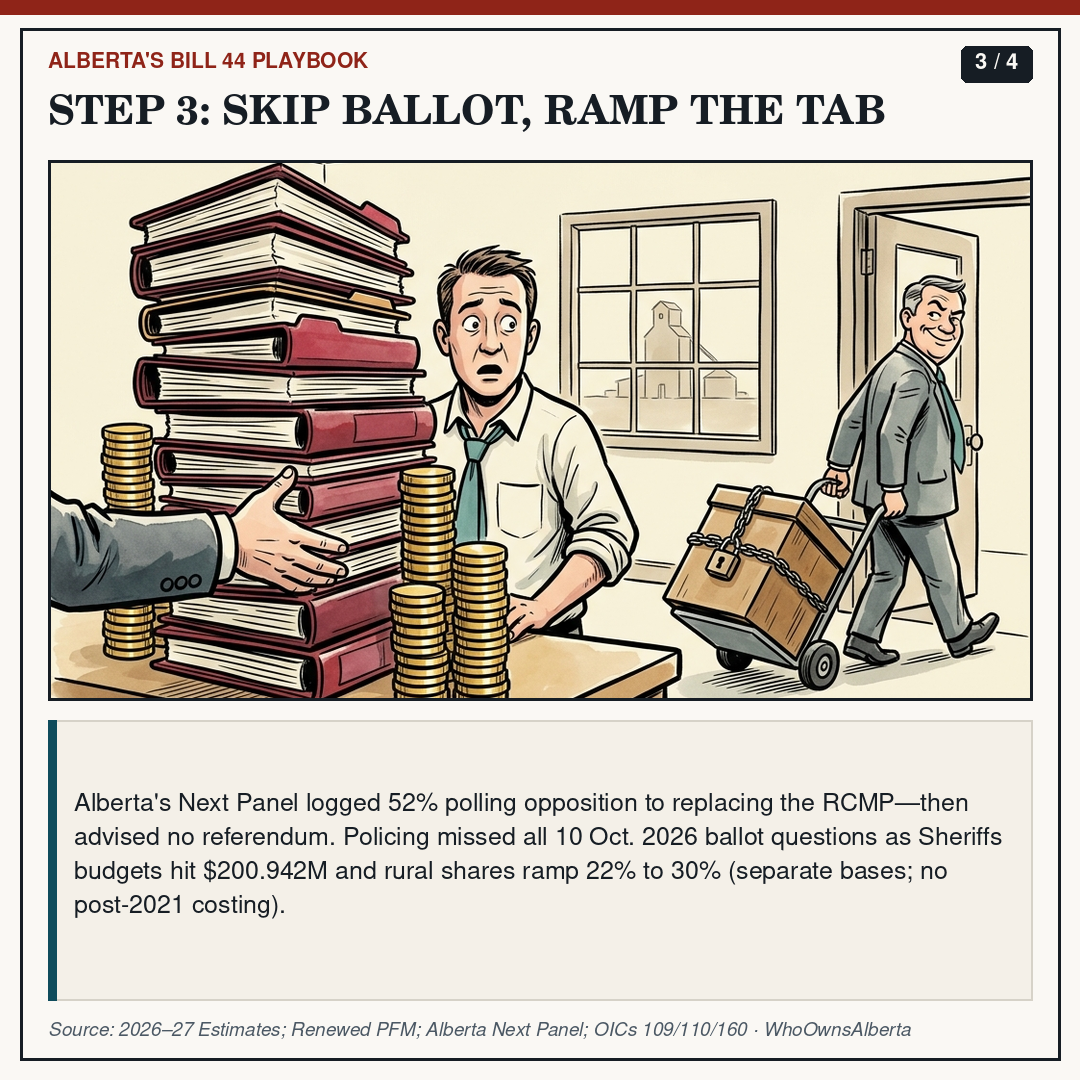 ALBERTA'S BILL 44 PLAYBOOK
3 / 4
STEP 3: SKIP BALLOT, RAMP THE TAB
Alberta's Next Panel logged 52% polling opposition to replacing the RCMP—then
advised no referendum. Policing missed all 10 Oct. 2026 ballot questions as Sheriffs
budgets hit $200.942M and rural shares ramp 22% to 30% (separate bases; no
post-2021 costing).
Source: 2026–27 Estimates; Renewed PFM; Alberta Next Panel; OICs 109/110/160 · WhoOwnsAlberta